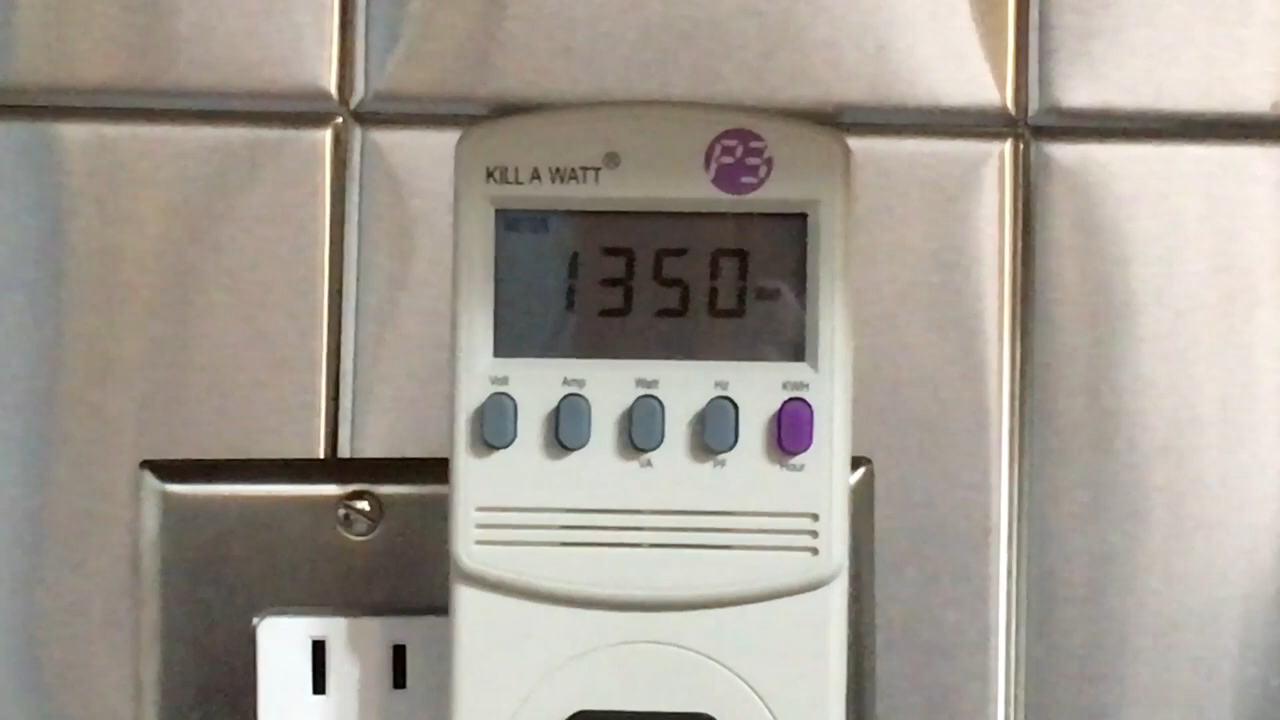 KILL A WATT®
P3
1350
Volt Amp Watt Hz KWH
VA PF Hour